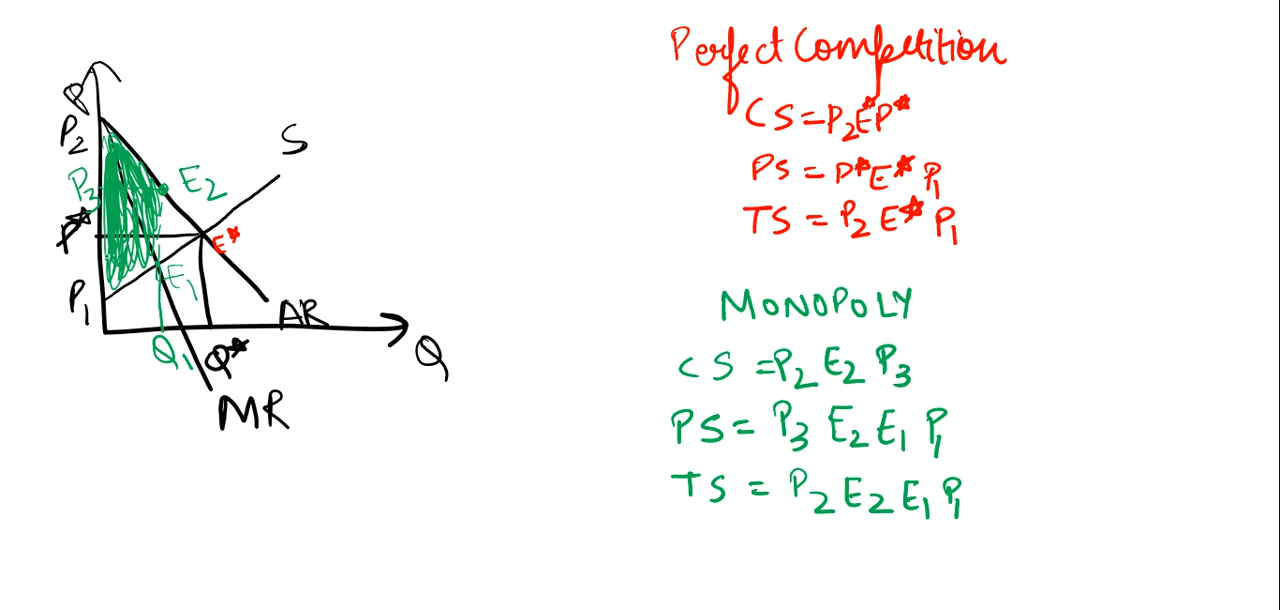 P
P2
S
P3
E2
P*
E*
E1
P1
AR
Q1
Q*
Q
MR
Perfect Competition
CS = P2E*P*
PS = P*E* P1
TS = P2 E* P1
MONOPOLY
CS = P2 E2 P3
PS = P3 E2 E1 P1
TS = P2 E2 E1 P1